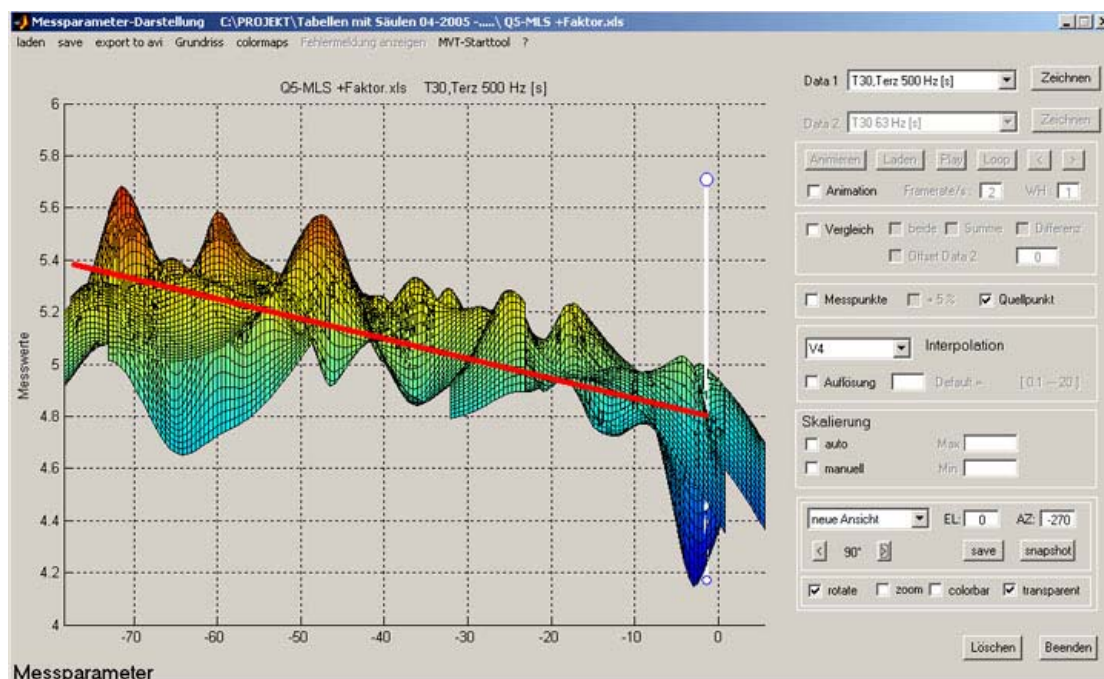 Messparameter-Darstellung C:\PROJEKT\Tabellen mit Säulen 04-2005 -.....\ Q5-MLS +Faktor.xls
laden save export to avi Grundriss colormaps Fehlermeldung anzeigen MVT-Starttool ?
Q5-MLS +Faktor.xls T30,Terz 500 Hz [s]
6
5.8
5.6
5.4
5.2
5
4.8
4.6
4.4
4.2
4
Messwerte
-70 -60 -50 -40 -30 -20 -10 0
Messparameter
Data 1 T30,Terz 500 Hz [s] Zeichnen
Data 2 T30 63 Hz [s] Zeichnen
Animieren Laden Play Loop < >
Animation Framerate/s : 2 WH : 1
Vergleich beide Summe Differenz
Offset Data 2 0
Messpunkte + 5 % Quellpunkt
V4 Interpolation
Auflösung Default = [ 0.1 -- 20 ]
Skalierung
auto Max
manuell Min
neue Ansicht EL: 0 AZ: -270
< 90° > save snapshot
rotate zoom colorbar transparent
Löschen Beenden